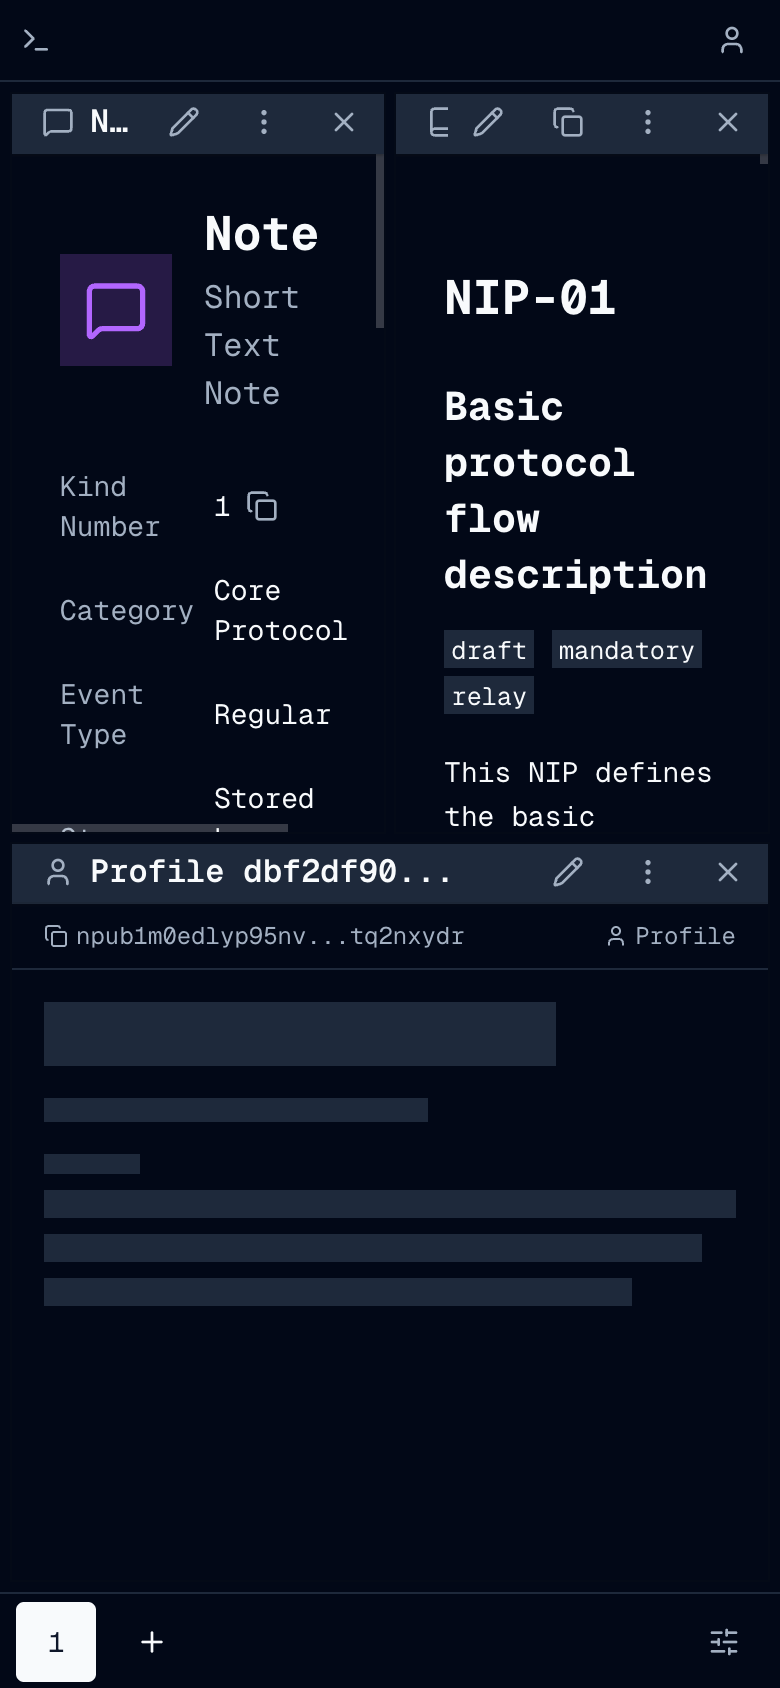 N...
Note
Short
Text
Note
Kind
Number
1
Category
Core
Protocol
Event
Type
Regular
Stored
NIP-01
Basic
protocol
flow
description
draft mandatory
relay
This NIP defines
the basic
Profile dbf2df90...
npub1m0edlyp95nv...tq2nxydr
Profile
1